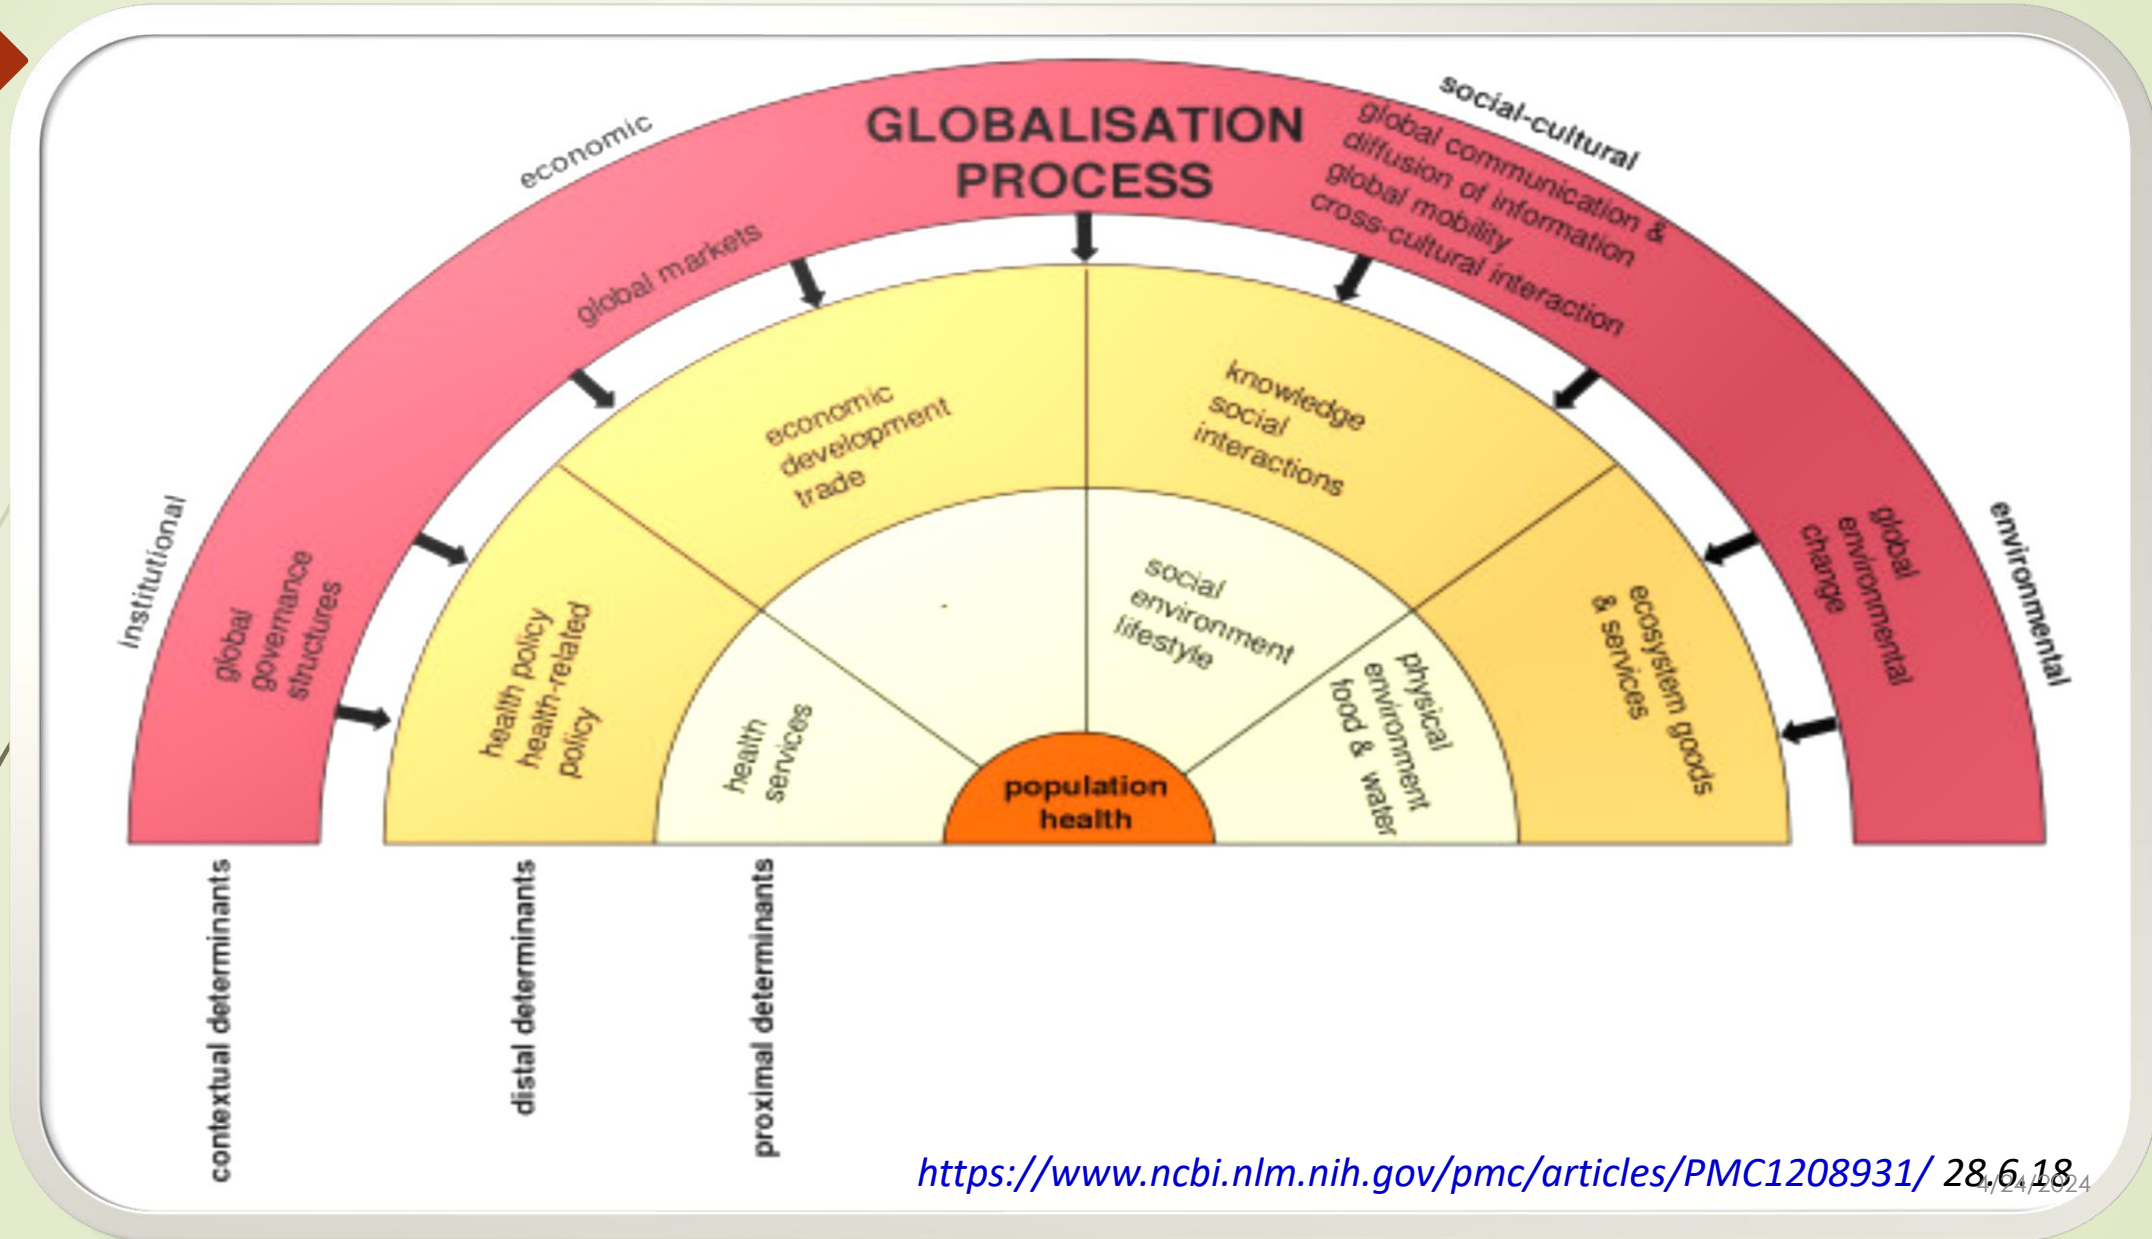 GLOBALISATION
PROCESS
economic
social-cultural
institutional
environmental
global markets
global communication &
diffusion of information
global mobility
cross-cultural interaction
global
governance
structures
global
environmental
change
economic
development
trade
knowledge
social
interactions
health policy
health-related
policy
ecosystem goods
& services
social
environment
lifestyle
health
services
physical
environment
food & water
population
health
contextual determinants
distal determinants
proximal determinants
https://www.ncbi.nlm.nih.gov/pmc/articles/PMC1208931/ 28.6.18
4/24/2024